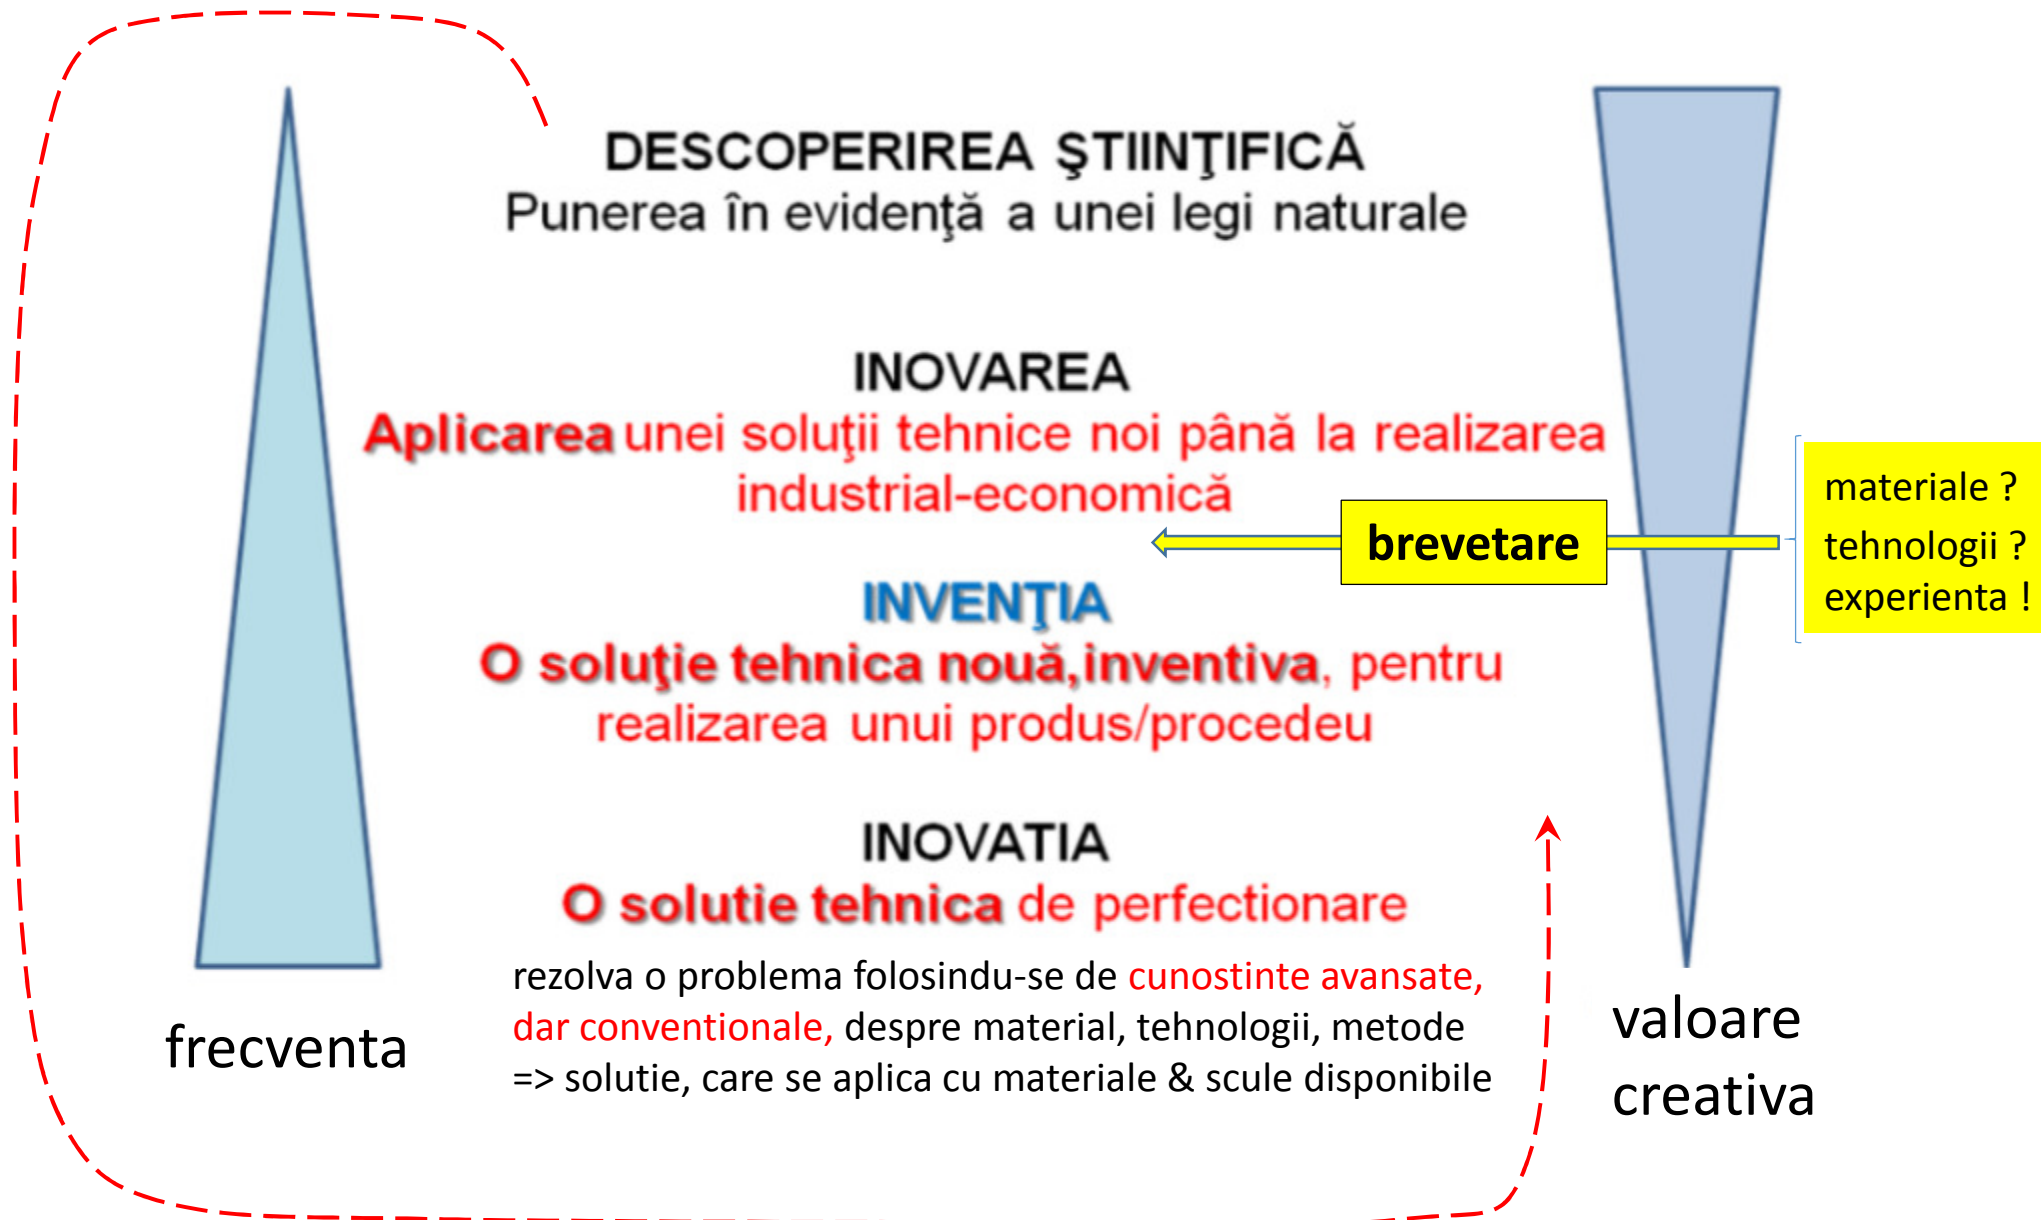 DESCOPERIREA ŞTIINŢIFICĂ
Punerea în evidenţă a unei legi naturale
INOVAREA
Aplicarea unei soluţii tehnice noi până la realizarea
industrial-economică
brevetare
materiale ?
tehnologii ?
experienta !
INVENŢIA
O soluţie tehnica nouă,inventiva, pentru
realizarea unui produs/procedeu
INOVATIA
O solutie tehnica de perfectionare
rezolva o problema folosindu-se de cunostinte avansate,
dar conventionale, despre material, tehnologii, metode
=> solutie, care se aplica cu materiale & scule disponibile
frecventa
valoare
creativa